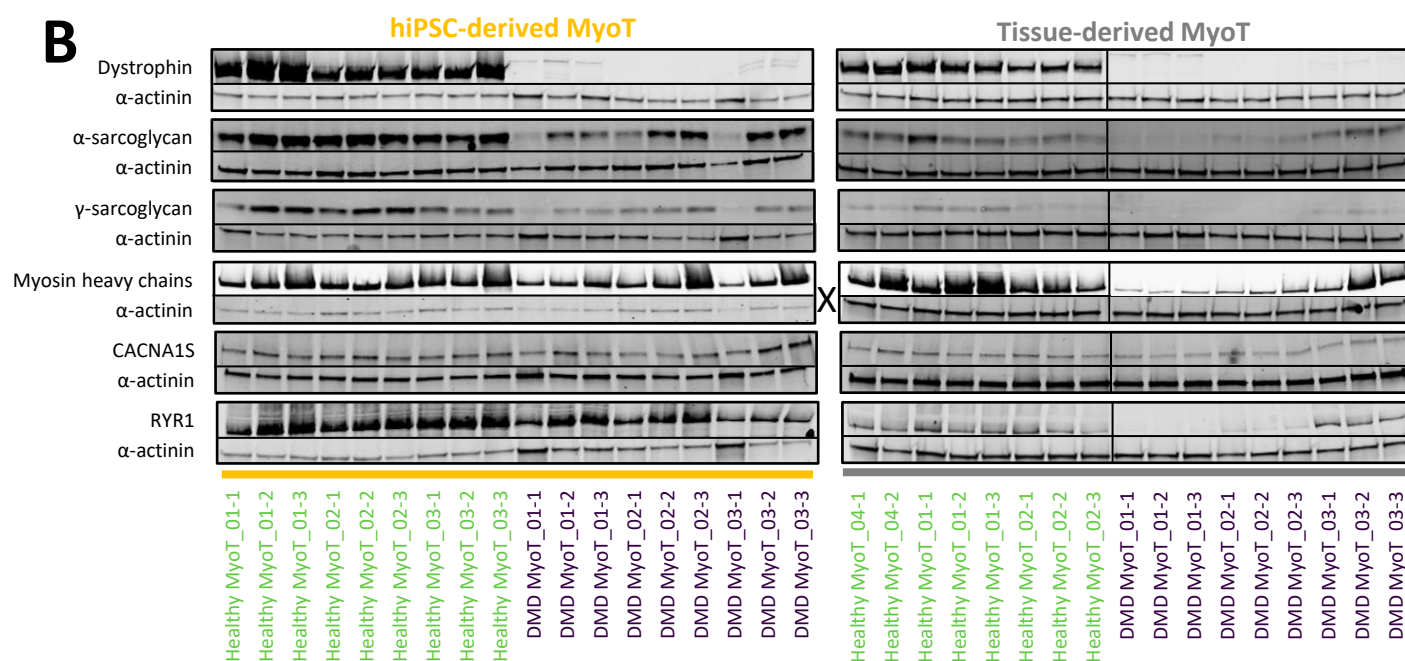 B
hiPSC-derived MyoT
Tissue-derived MyoT
Dystrophin
α-actinin
α-sarcoglycan
α-actinin
γ-sarcoglycan
α-actinin
Myosin heavy chains
α-actinin
X
CACNA1S
α-actinin
RYR1
α-actinin
Healthy MyoT_01-1
Healthy MyoT_01-2
Healthy MyoT_01-3
Healthy MyoT_02-1
Healthy MyoT_02-2
Healthy MyoT_02-3
Healthy MyoT_03-1
Healthy MyoT_03-2
Healthy MyoT_03-3
DMD MyoT_01-1
DMD MyoT_01-2
DMD MyoT_01-3
DMD MyoT_02-1
DMD MyoT_02-2
DMD MyoT_02-3
DMD MyoT_03-1
DMD MyoT_03-2
DMD MyoT_03-3
Healthy MyoT_04-1
Healthy MyoT_04-2
Healthy MyoT_01-1
Healthy MyoT_01-2
Healthy MyoT_01-3
Healthy MyoT_02-1
Healthy MyoT_02-2
Healthy MyoT_02-3
DMD MyoT_01-1
DMD MyoT_01-2
DMD MyoT_01-3
DMD MyoT_02-1
DMD MyoT_02-2
DMD MyoT_02-3
DMD MyoT_03-1
DMD MyoT_03-2
DMD MyoT_03-3